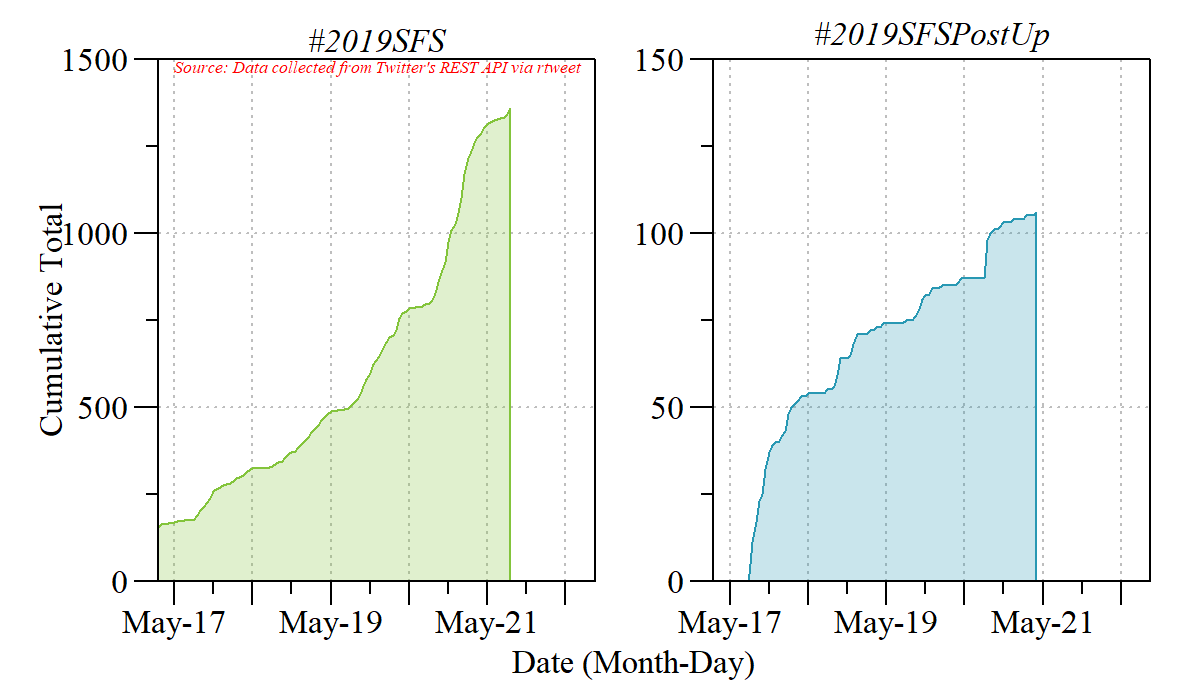 #2019SFS
#2019SFSPostUp
Source: Data collected from Twitter's REST API via rtweet
1500
1000
500
0
Cumulative Total
150
100
50
0
May-17
May-19
May-21
May-17
May-19
May-21
Date (Month-Day)